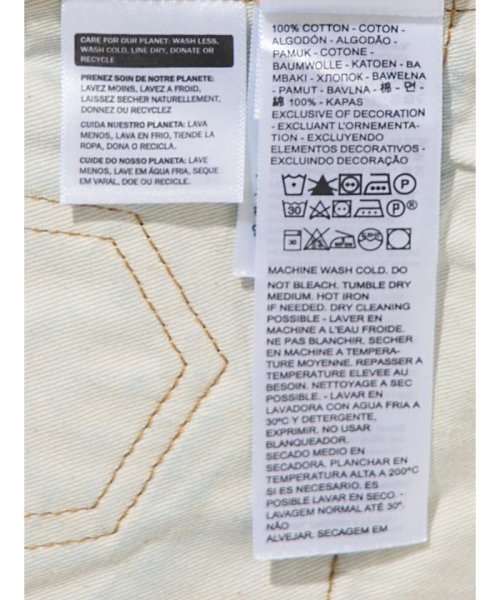 CARE FOR OUR PLANET: WASH LESS,
WASH COLD, LINE DRY, DONATE OR
RECYCLE
PRENEZ SOIN DE NOTRE PLANETE:
LAVEZ MOINS, LAVEZ A FROID,
LAISSEZ SECHER NATURELLEMENT,
DONNEZ OU RECYCLEZ.
CUIDA NUESTRO PLANETA: LAVA
MENOS, LAVA EN FRIO, TIENDE LA
ROPA, DONA O RECICLA.
CUIDE DO NOSSO PLANETA: LAVE
MENOS, LAVE EM ÁGUA FRIA, SEQUE
EM VARAL, DOE OU RECICLE.
100% COTTON - COTON -
ALGODÓN - ALGODÃO -
PAMUK - COTONE -
BAUMWOLLE - KATOEN - BA
MBAKI - ХЛОПОК - BAWEŁNA
- PAMUT - BAVLNA - 棉 - 면 -
綿 100% - KAPAS
EXCLUSIVE OF DECORATION
- EXCLUANT L'ORNEMENTA-
TION - EXCLUYENDO
ELEMENTOS DECORATIVOS -
EXCLUINDO DECORAÇÃO
P
30 P®
30
MACHINE WASH COLD. DO
NOT BLEACH. TUMBLE DRY
MEDIUM. HOT IRON
IF NEEDED. DRY CLEANING
POSSIBLE - LAVER EN
MACHINE A L'EAU FROIDE.
NE PAS BLANCHIR. SECHER
EN MACHINE A TEMPERA-
TURE MOYENNE. REPASSER A
TEMPERATURE ELEVEE AU
BESOIN. NETTOYAGE A SEC
POSSIBLE. - LAVAR EN
LAVADORA CON AGUA FRIA A
30ºC Y DETERGENTE,
EXPRIMIR. NO USAR
BLANQUEADOR.
SECADO MEDIO EN
SECADORA. PLANCHAR EN
TEMPERATURA ALTA A 200ºC
SI ES NECESARIO. ES
POSIBLE LAVAR EN SECO. -
LAVAGEM NORMAL ATÉ 30º.
NÃO
ALVEJAR. SECAGEM EM